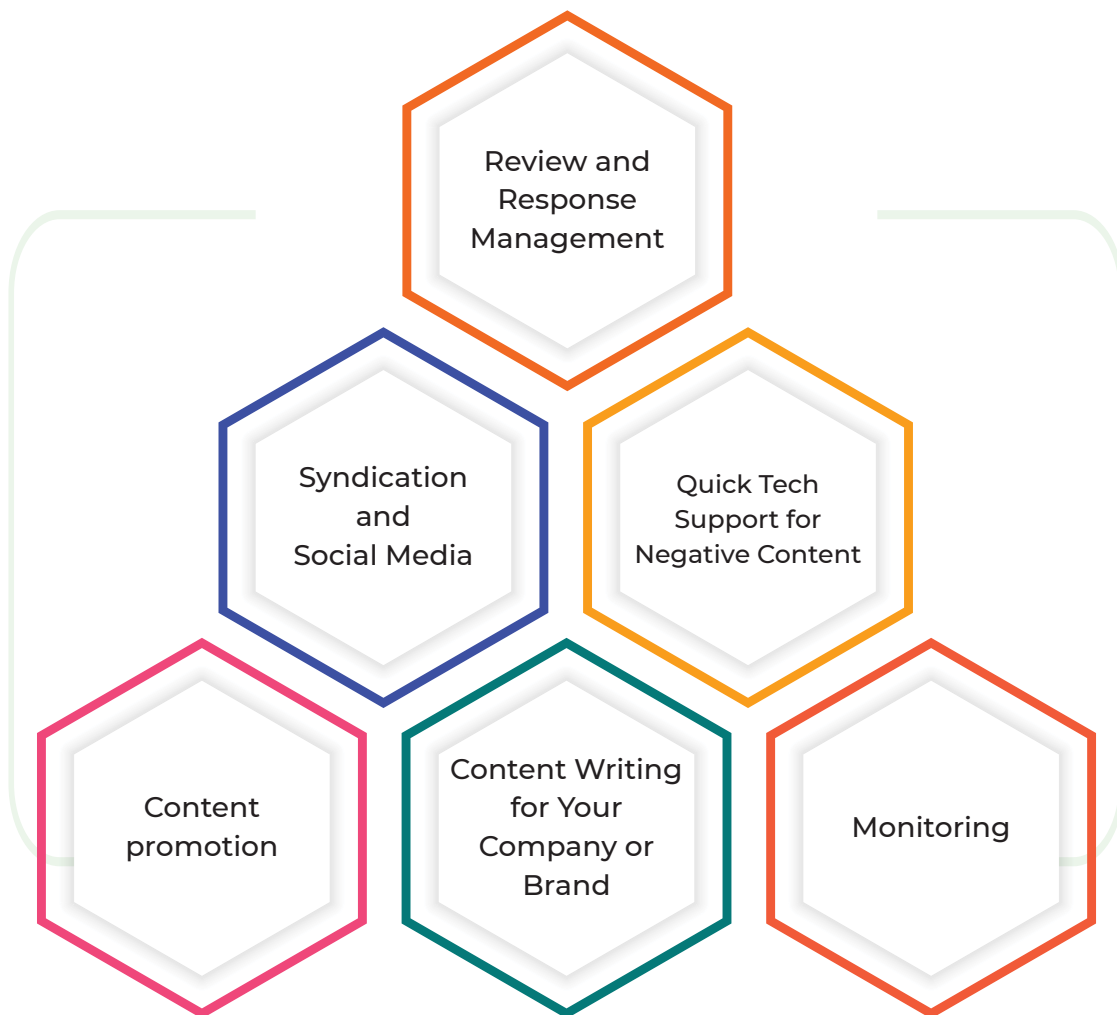 Review and
Response
Management
Syndication
and
Social Media
Quick Tech
Support for
Negative Content
Content
promotion
Content Writing
for Your
Company or
Brand
Monitoring